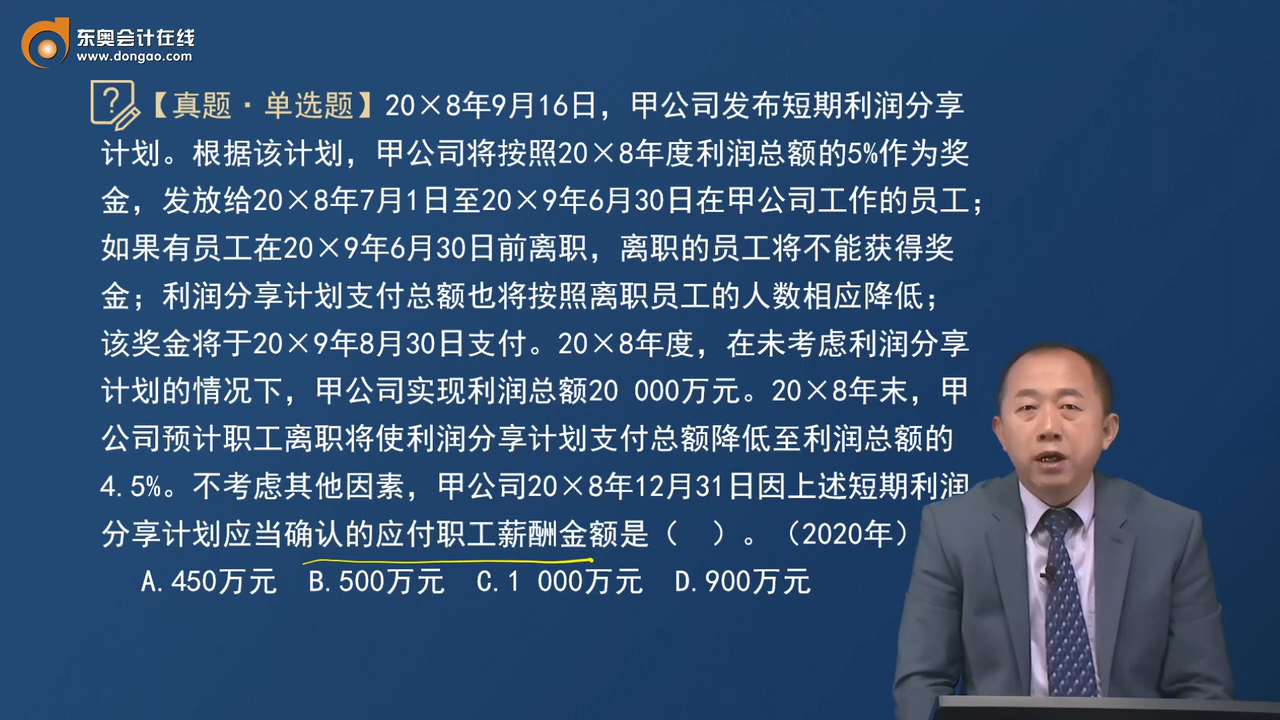 东奥会计在线
www.dongao.com
【真题·单选题】20×8年9月16日，甲公司发布短期利润分享
计划。根据该计划，甲公司将按照20×8年度利润总额的5%作为奖
金，发放给20×8年7月1日至20×9年6月30日在甲公司工作的员工；
如果有员工在20×9年6月30日前离职，离职的员工将不能获得奖
金；利润分享计划支付总额也将按照离职员工的人数相应降低；
该奖金将于20×9年8月30日支付。20×8年度，在未考虑利润分享
计划的情况下，甲公司实现利润总额20 000万元。20×8年末，甲
公司预计职工离职将使利润分享计划支付总额降低至利润总额的
4.5%。不考虑其他因素，甲公司20×8年12月31日因上述短期利润
分享计划应当确认的应付职工薪酬金额是（　）。（2020年）
A.450万元　B.500万元　C.1 000万元　D.900万元